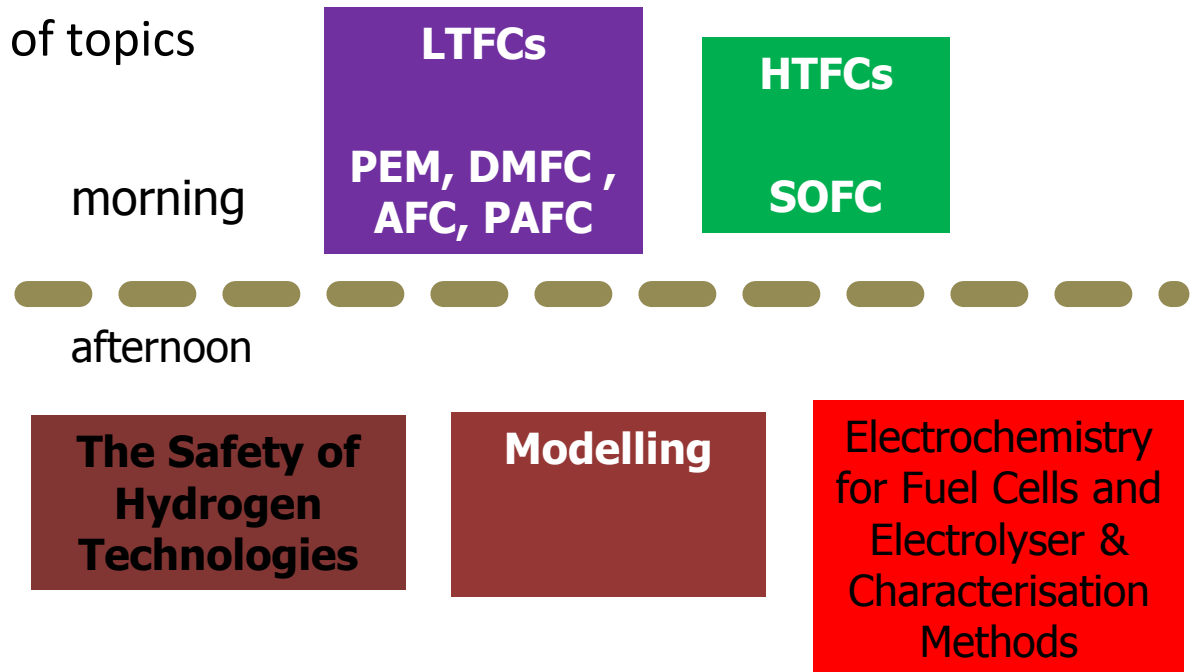 of topics
LTFCs
HTFCs
morning
PEM, DMFC ,
AFC, PAFC
SOFC
afternoon
The Safety of
Hydrogen
Technologies
Modelling
Electrochemistry
for Fuel Cells and
Electrolyser &
Characterisation
Methods